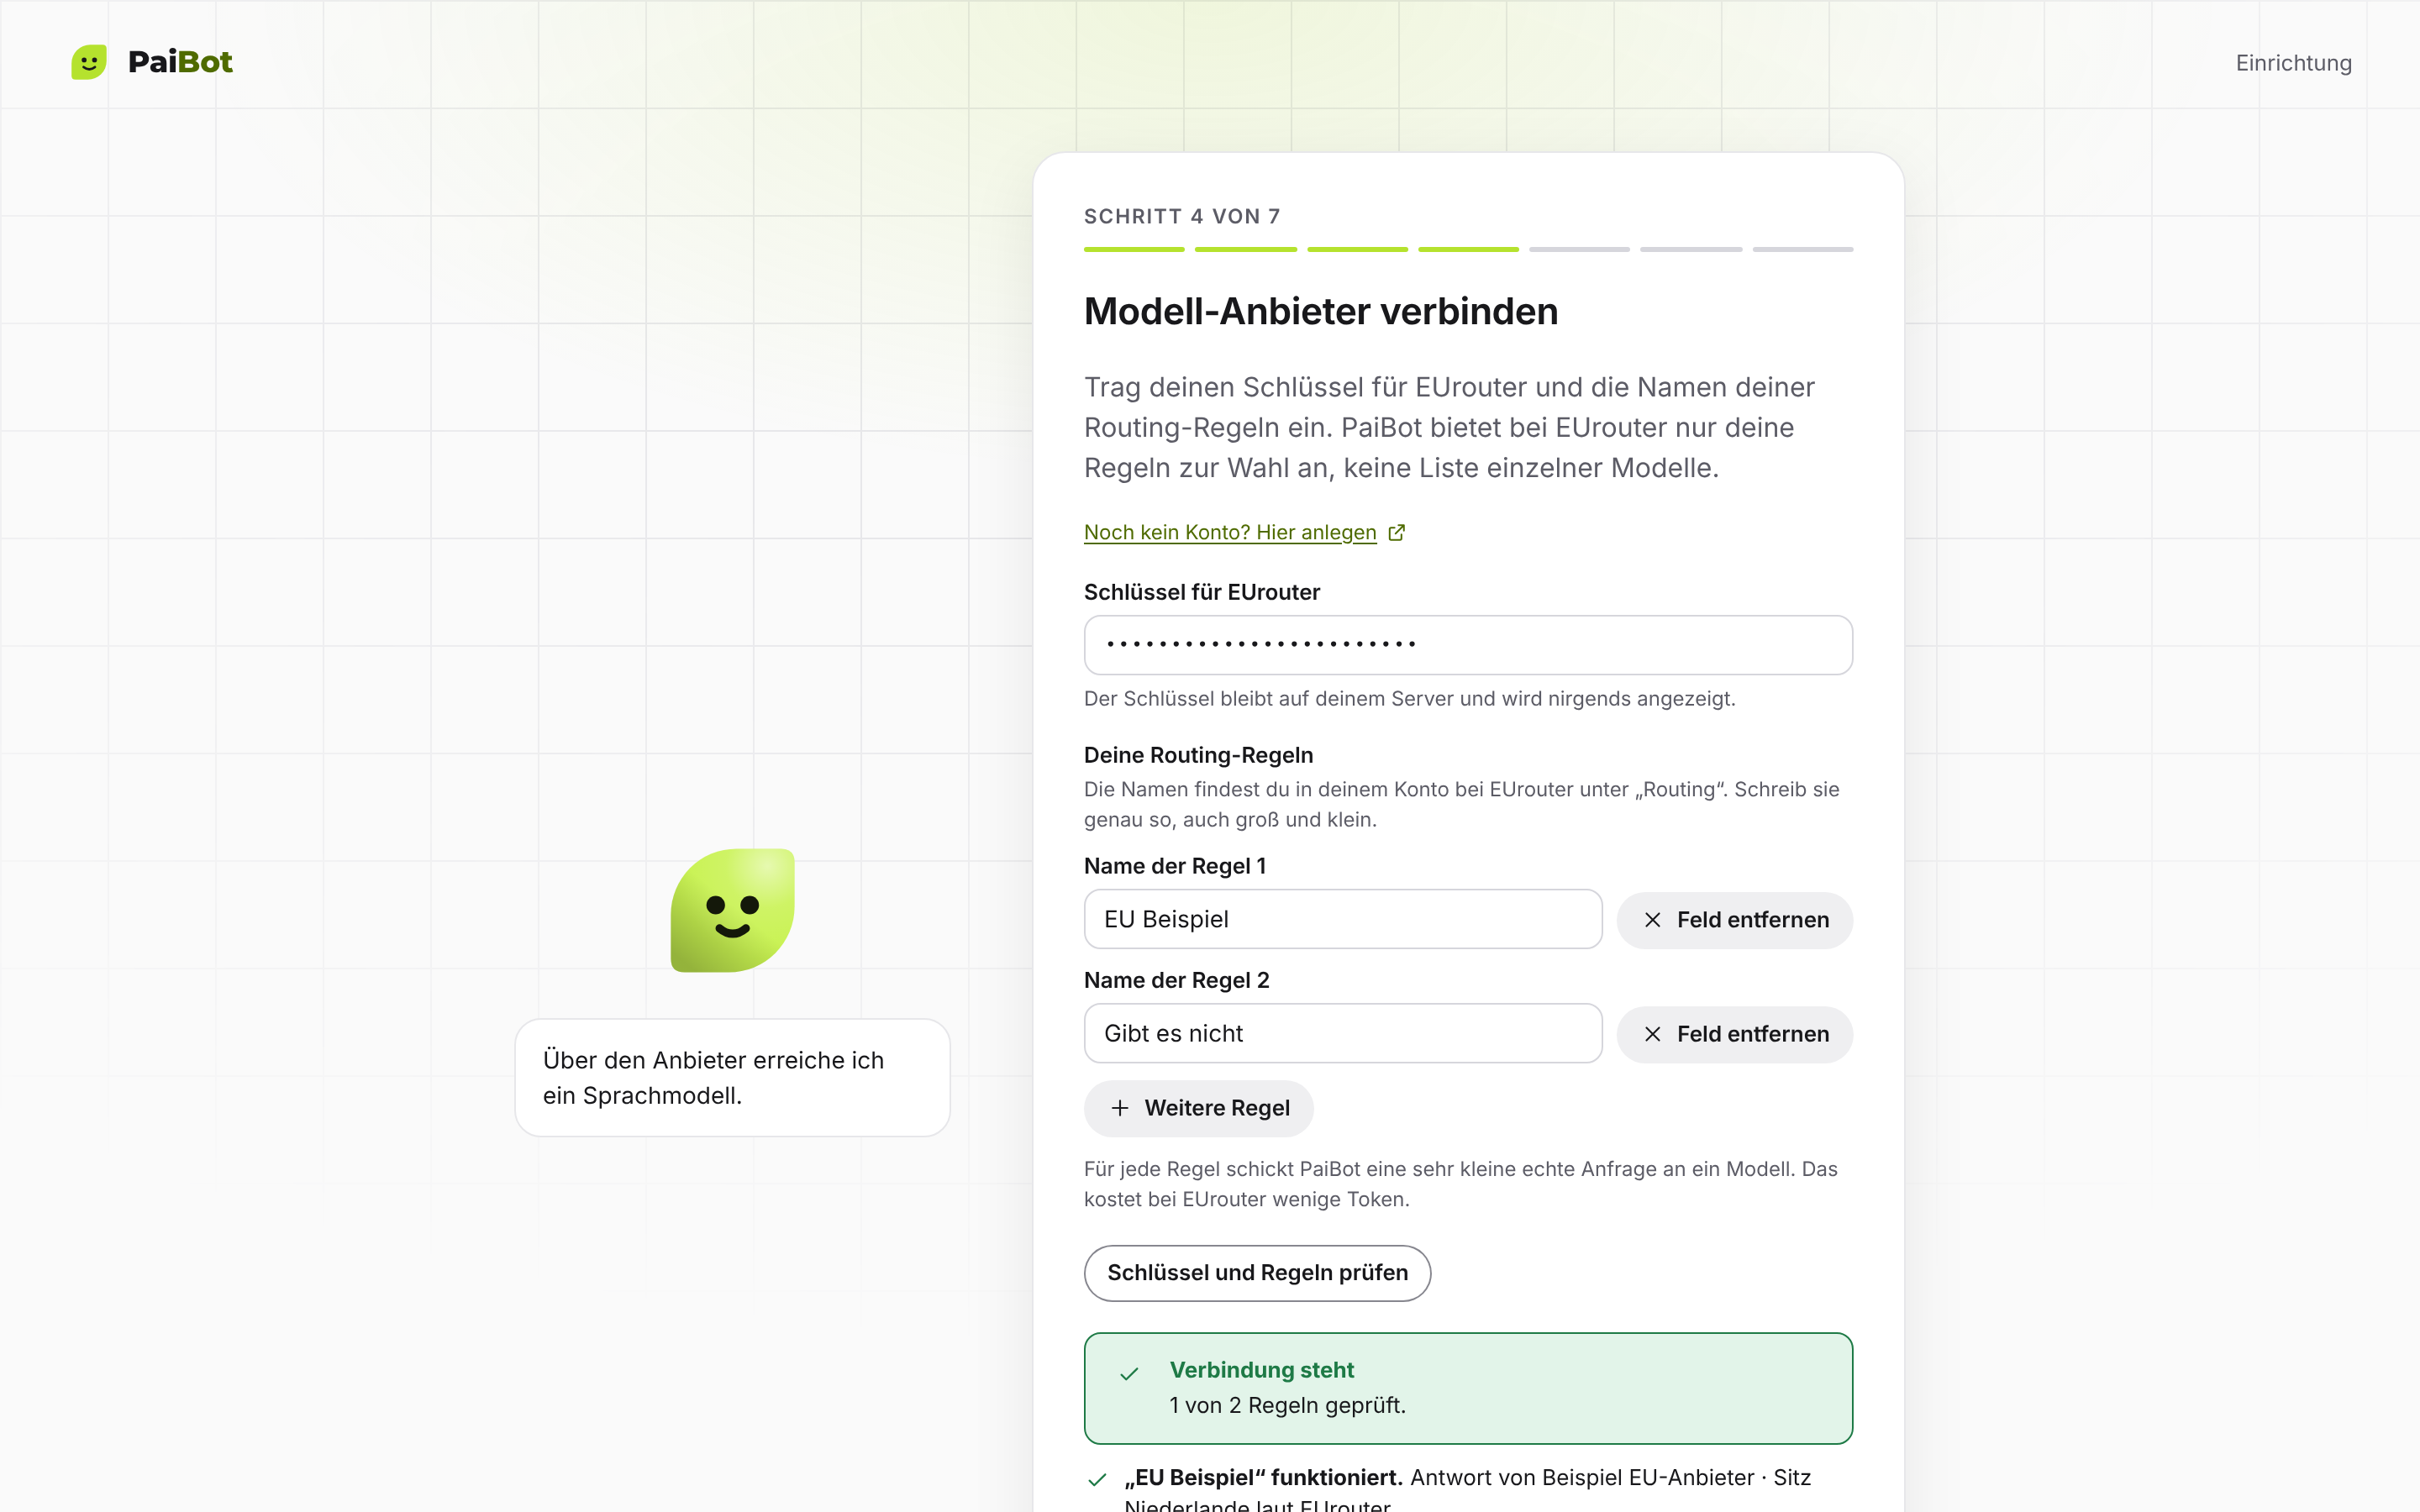 PaiBot
Einrichtung
SCHRITT 4 VON 7
Modell-Anbieter verbinden
Trag deinen Schlüssel für EUrouter und die Namen deiner
Routing-Regeln ein. PaiBot bietet bei EUrouter nur deine
Regeln zur Wahl an, keine Liste einzelner Modelle.
Noch kein Konto? Hier anlegen
Schlüssel für EUrouter
Der Schlüssel bleibt auf deinem Server und wird nirgends angezeigt.
Deine Routing-Regeln
Die Namen findest du in deinem Konto bei EUrouter unter „Routing“. Schreib sie
genau so, auch groß und klein.
Name der Regel 1
EU Beispiel
Feld entfernen
Name der Regel 2
Gibt es nicht
Feld entfernen
Weitere Regel
Für jede Regel schickt PaiBot eine sehr kleine echte Anfrage an ein Modell. Das
kostet bei EUrouter wenige Token.
Schlüssel und Regeln prüfen
Verbindung steht
1 von 2 Regeln geprüft.
„EU Beispiel“ funktioniert. Antwort von Beispiel EU-Anbieter · Sitz
Niederlande laut EUrouter
Über den Anbieter erreiche ich
ein Sprachmodell.